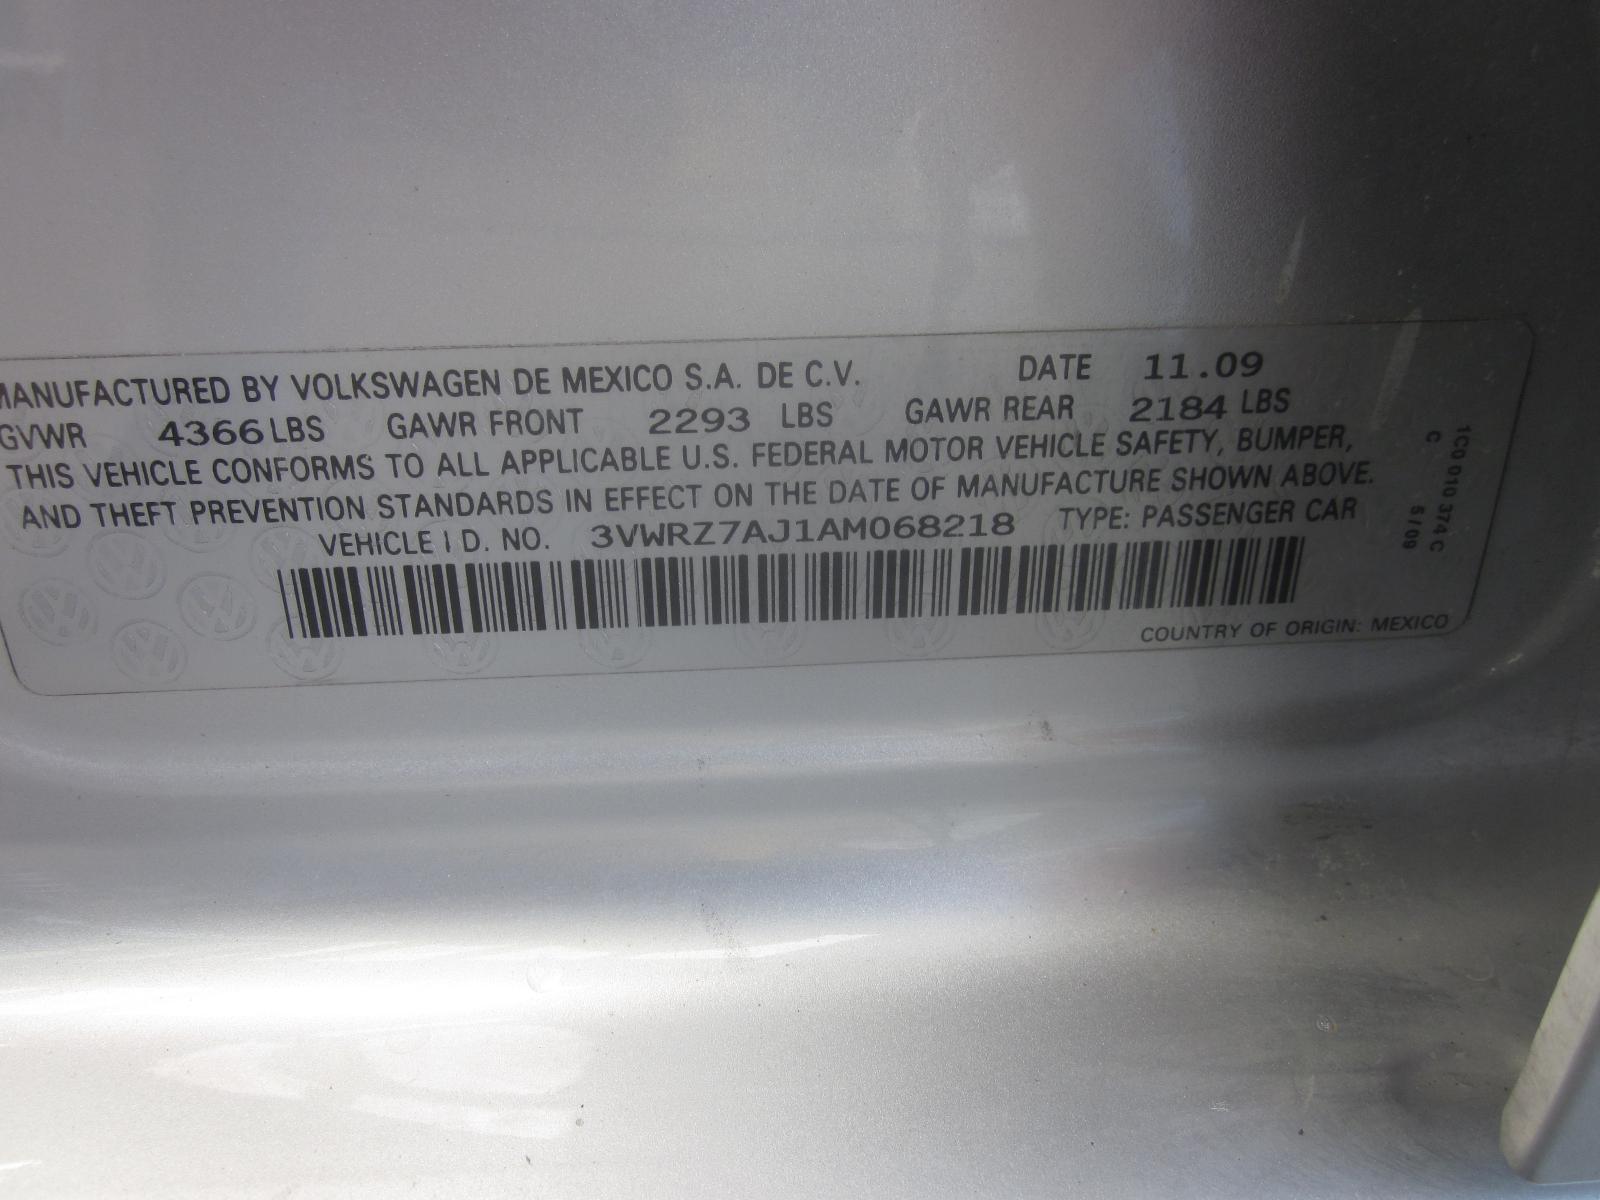 MANUFACTURED BY VOLKSWAGEN DE MEXICO S.A. DE C.V. DATE 11.09
GVWR 4366 LBS GAWR FRONT 2293 LBS GAWR REAR 2184 LBS
THIS VEHICLE CONFORMS TO ALL APPLICABLE U.S. FEDERAL MOTOR VEHICLE SAFETY, BUMPER,
AND THEFT PREVENTION STANDARDS IN EFFECT ON THE DATE OF MANUFACTURE SHOWN ABOVE.
VEHICLE I D. NO. 3VWRZ7AJ1AM068218 TYPE: PASSENGER CAR
COUNTRY OF ORIGIN: MEXICO
1C0 010 374 C
C 5/09